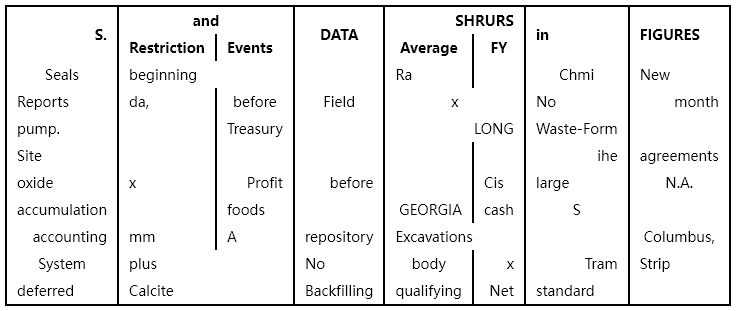 S. and DATA SHRURS in FIGURES
Restriction Events Average FY
Seals beginning Ra Chmi New
Reports da, before Field x No month
pump. Treasury LONG Waste-Form
Site ihe agreements
oxide x Profit before Cis large N.A.
accumulation foods GEORGIA cash S
accounting mm A repository Excavations Columbus,
System plus No body x Tram Strip
deferred Calcite Backfilling qualifying Net standard